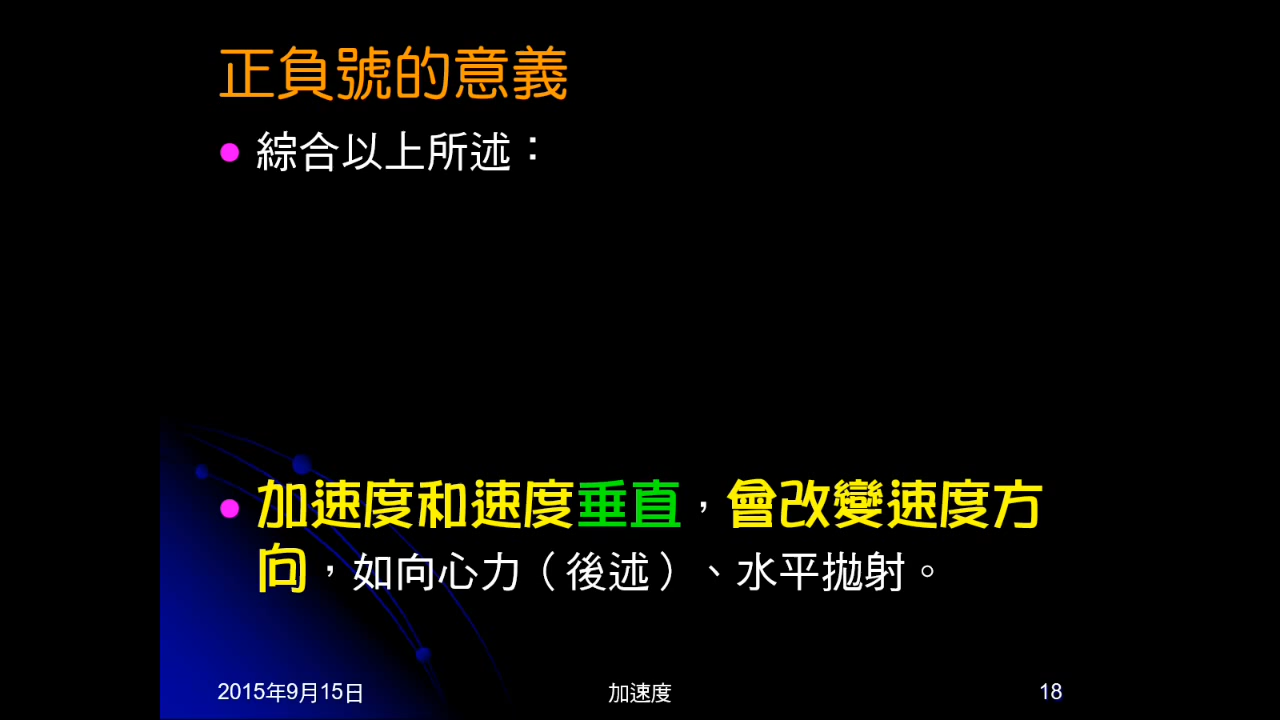 正負號的意義
綜合以上所述：
加速度和速度垂直，會改變速度方
向，如向心力（後述）、水平拋射。
2015年9月15日 加速度 18